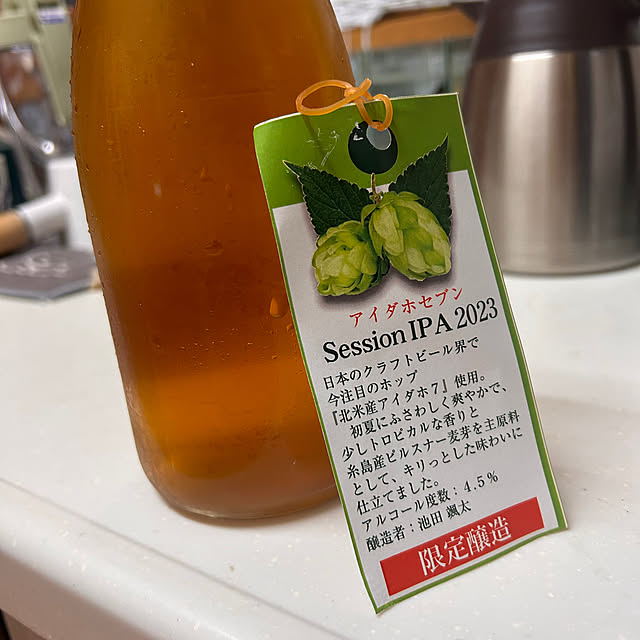 アイダホセブン
Session IPA 2023
日本のクラフトビール界で
今注目のホップ
『北米産アイダホ7』使用。
初夏にふさわしく爽やかで、
少しトロピカルな香りと
糸島産ピルスナー麦芽を主原料
として、キリっとした味わいに
仕立てました。
アルコール度数：4.5%
醸造者：池田 颯太
限定醸造